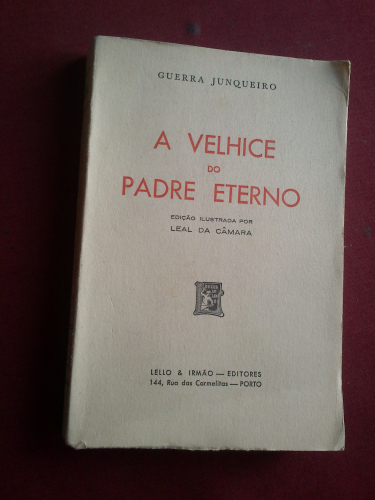 GUERRA JUNQUEIRO
A VELHICE
DO
PADRE ETERNO
EDIÇÃO ILUSTRADA POR
LEAL DA CÂMARA
LELLO & IRMÃO — EDITORES
144, Rua das Carmelitas — PORTO